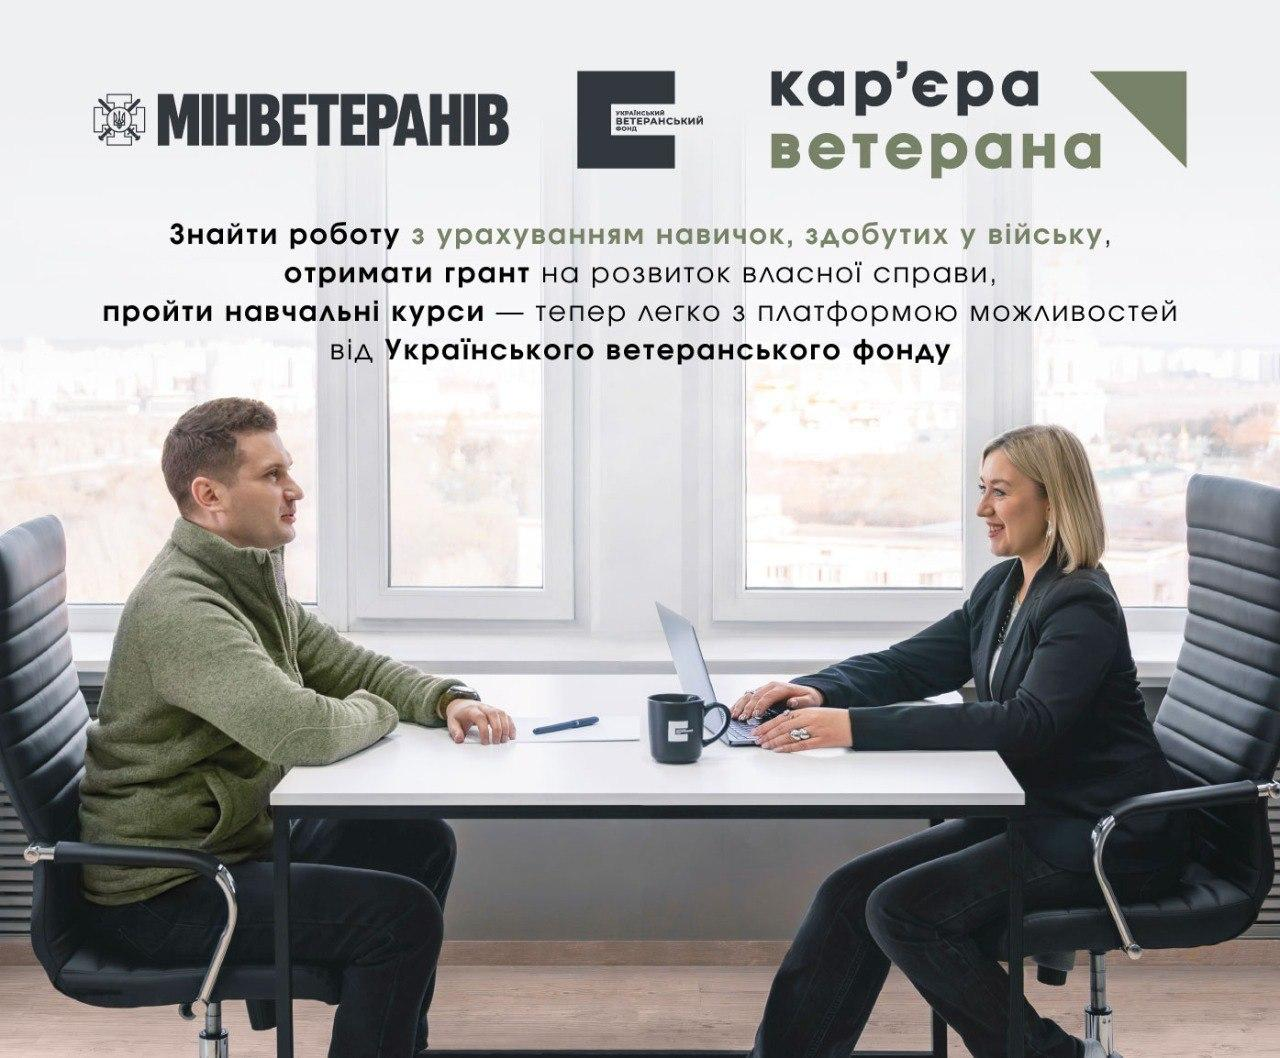 МІНВЕТЕРАНІВ
УКРАЇНСЬКИЙ
ВЕТЕРАНСЬКИЙ
ФОНД
кар’єра
ветерана
Знайти роботу з урахуванням навичок, здобутих у війську,
отримати грант на розвиток власної справи,
пройти навчальні курси — тепер легко з платформою можливостей
від Українського ветеранського фонду